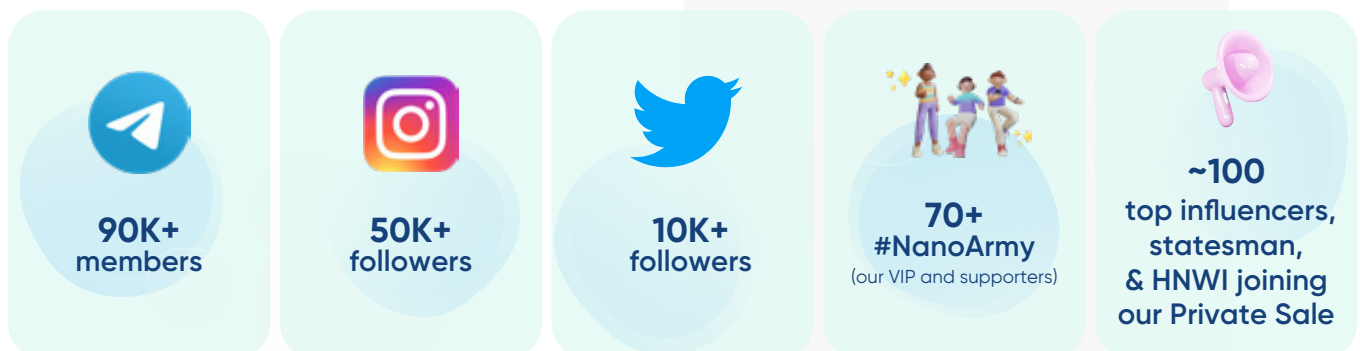 90K+
members
50K+
followers
10K+
followers
70+
#NanoArmy
(our VIP and supporters)
~100
top influencers,
statesman,
& HNWI joining
our Private Sale